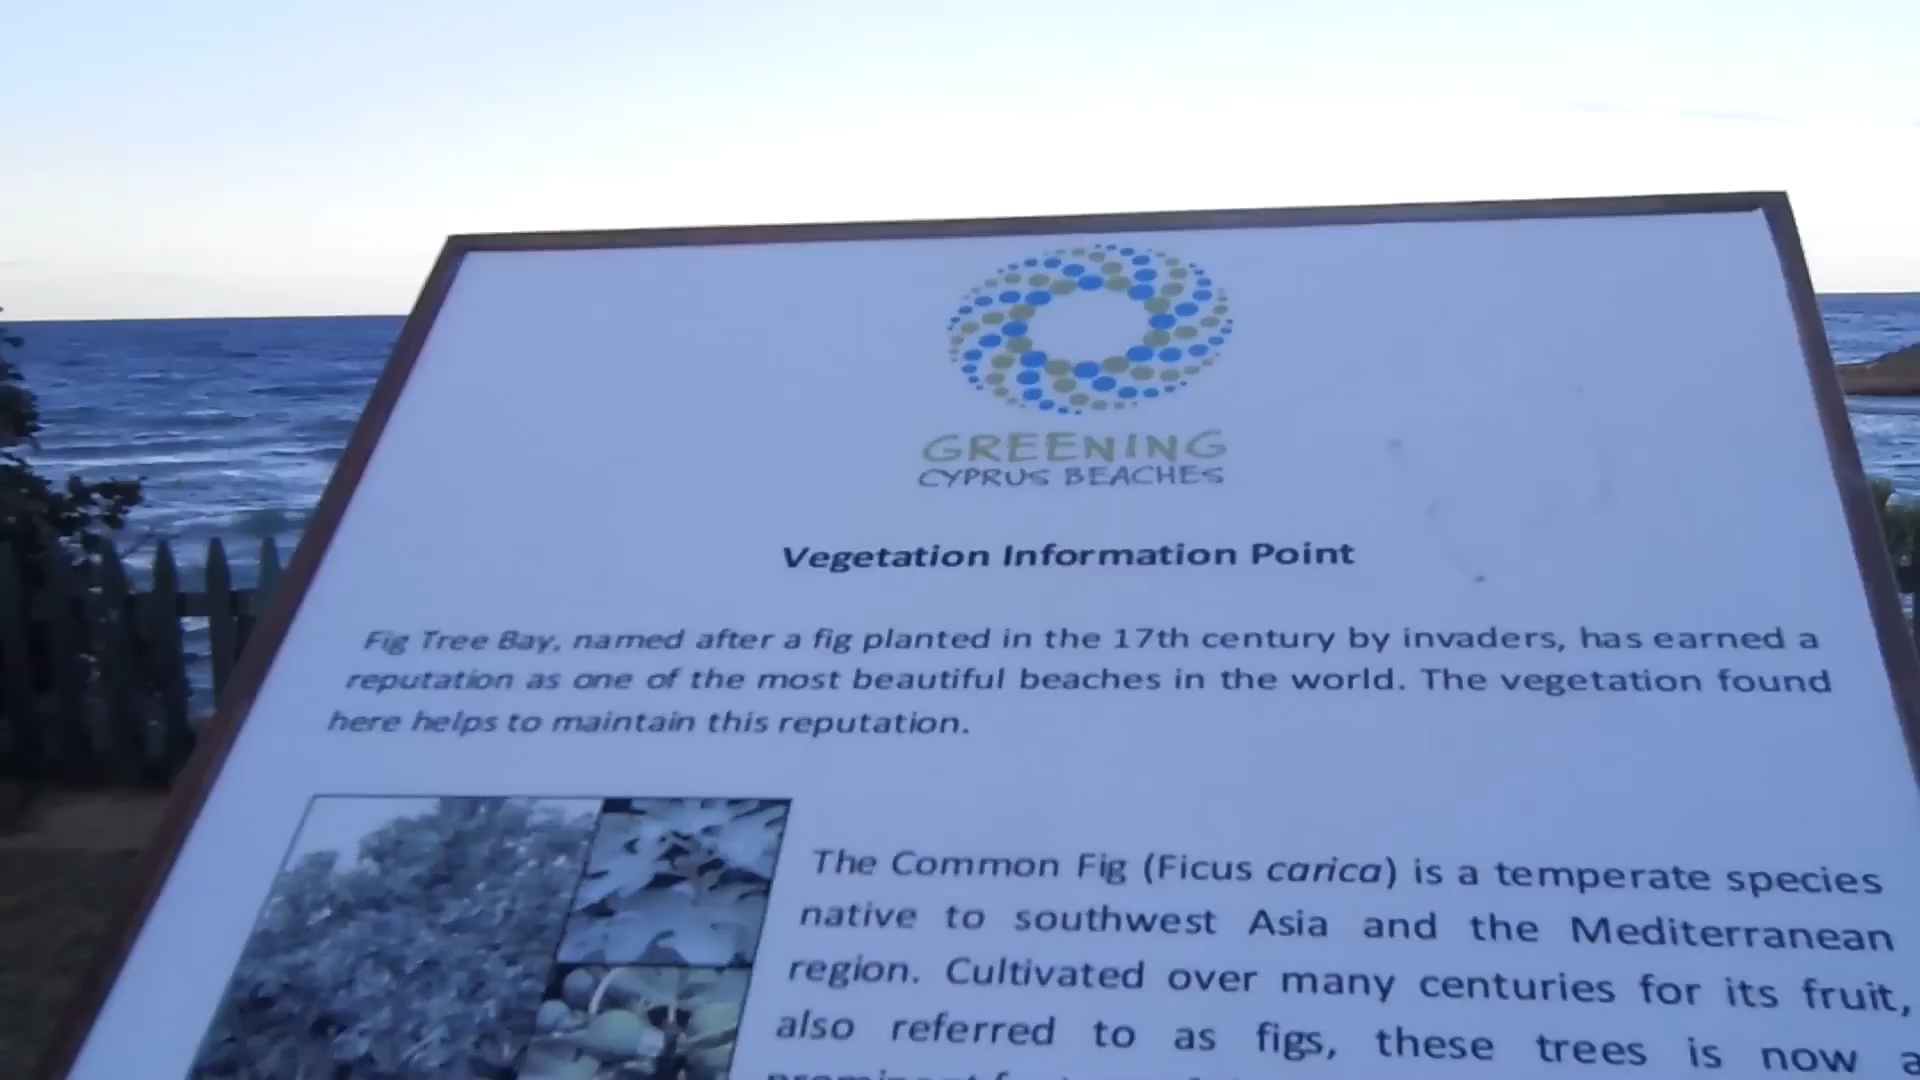 GREENING
CYPRUS BEACHES
Vegetation Information Point
Fig Tree Bay, named after a fig planted in the 17th century by invaders, has earned a
reputation as one of the most beautiful beaches in the world. The vegetation found
here helps to maintain this reputation.
The Common Fig (Ficus carica) is a temperate species
native to southwest Asia and the Mediterranean
region. Cultivated over many centuries for its fruit,
also referred to as figs, these trees is now a